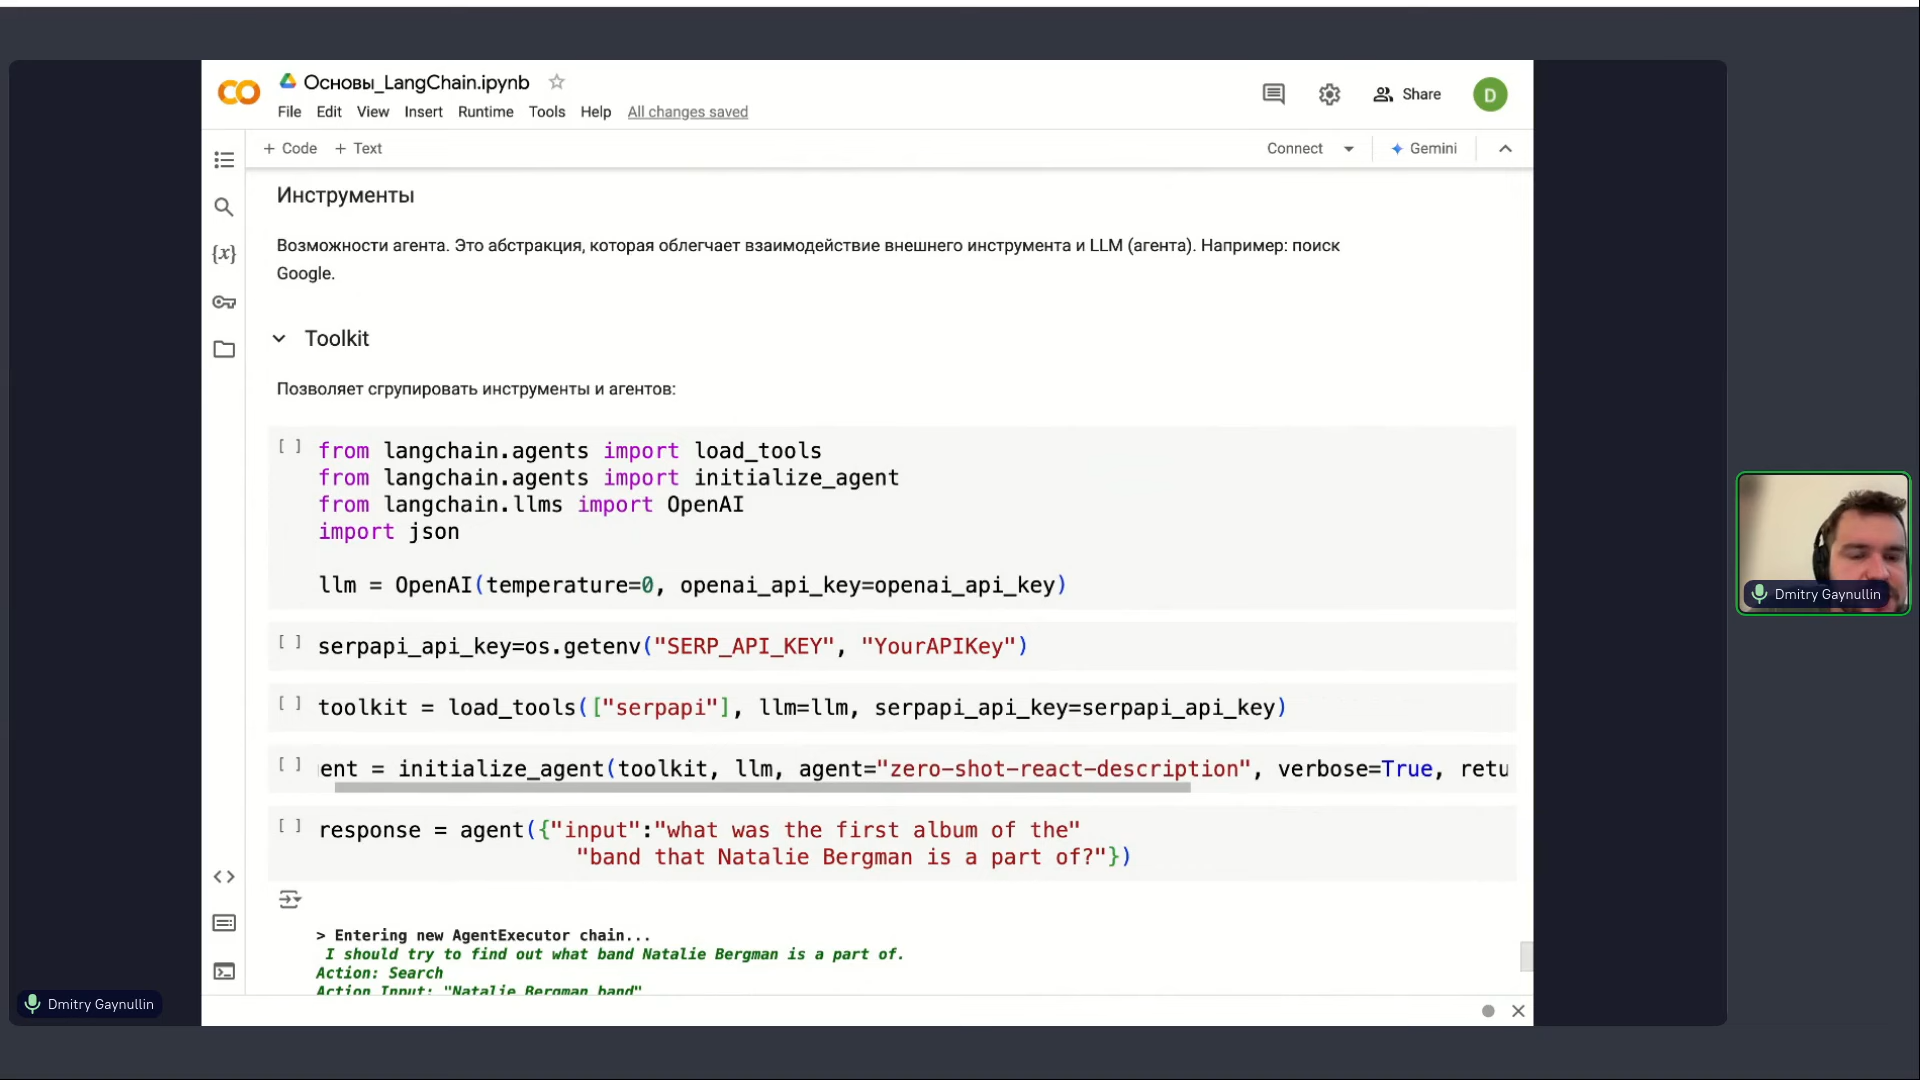 Основы_LangChain.ipynb
File Edit View Insert Runtime Tools Help All changes saved
Share
D
+ Code + Text
Connect
Gemini
Инструменты
Возможности агента. Это абстракция, которая облегчает взаимодействие внешнего инструмента и LLM (агента). Например: поиск
Google.
Toolkit
Позволяет сгрупировать инструменты и агентов:
[ ] from langchain.agents import load_tools
from langchain.agents import initialize_agent
from langchain.llms import OpenAI
import json
llm = OpenAI(temperature=0, openai_api_key=openai_api_key)
[ ] serpapi_api_key=os.getenv("SERP_API_KEY", "YourAPIKey")
[ ] toolkit = load_tools(["serpapi"], llm=llm, serpapi_api_key=serpapi_api_key)
[ ] ent = initialize_agent(toolkit, llm, agent="zero-shot-react-description", verbose=True, retu
[ ] response = agent({"input":"what was the first album of the"
"band that Natalie Bergman is a part of?"})
> Entering new AgentExecutor chain...
I should try to find out what band Natalie Bergman is a part of.
Action: Search
Action Input: "Natalie Bergman band"
Dmitry Gaynullin
Dmitry Gaynullin